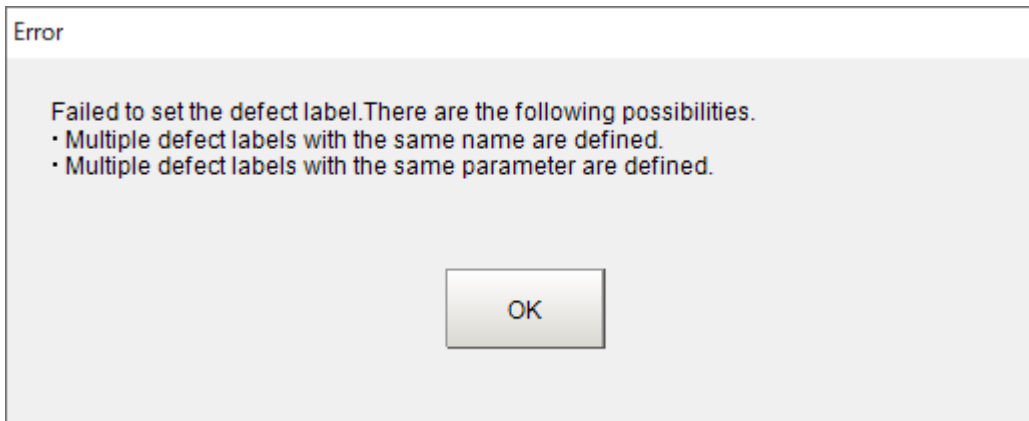 Error
Failed to set the defect label.There are the following possibilities.
・Multiple defect labels with the same name are defined.
・Multiple defect labels with the same parameter are defined.
OK